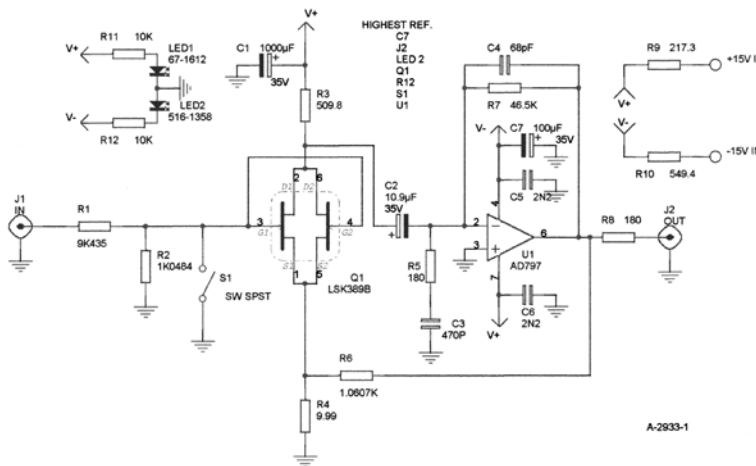 R11 10K
V+
LED1
67-1612
LED2
516-1358
V-
R12 10K
C1 1000µF
35V
V+
R3
509.8
HIGHEST REF.
C7
J2
LED 2
Q1
R12
S1
U1
C4 68pF
R7 46.5K
V-
C7 100µF
35V
C5 2N2
R9 217.3
+15V I
V+
V-
-15V I
R10 549.4
J1
IN
R1
9K435
R2
1K0484
S1
SW SPST
2 6
D1 D2
3
G1
4
G2
S1 S2
1 5
Q1
LSK389B
C2
10.9µF
35V
R5
180
C3
470P
2
3
4
6
7
U1
AD797
R8 180
J2
OUT
C6
2N2
V+
R6
1.0607K
R4
9.99
A-2933-1